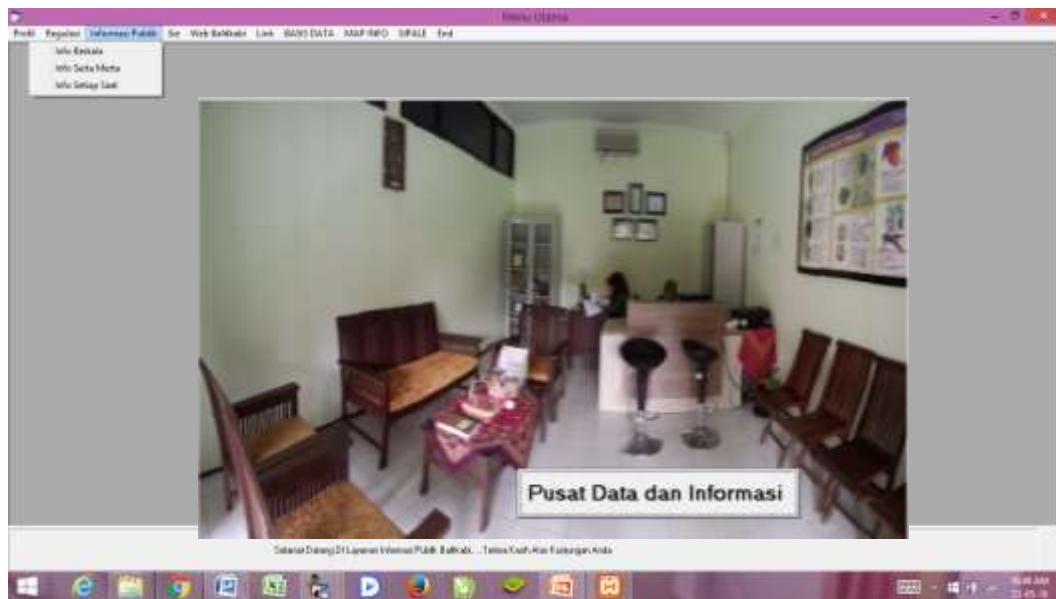 Menu Utama
Profil Regulasi Informasi Publik Web Balitkabi Link BASIS DATA MAP INFO SIPALE End
Info Berkala
Info Serta Merta
Info Setiap Saat
Pusat Data dan Informasi
Selamat Datang Di Layanan Informasi Publik Balitkabi. ... Terima Kasih Atas Kunjungan Anda